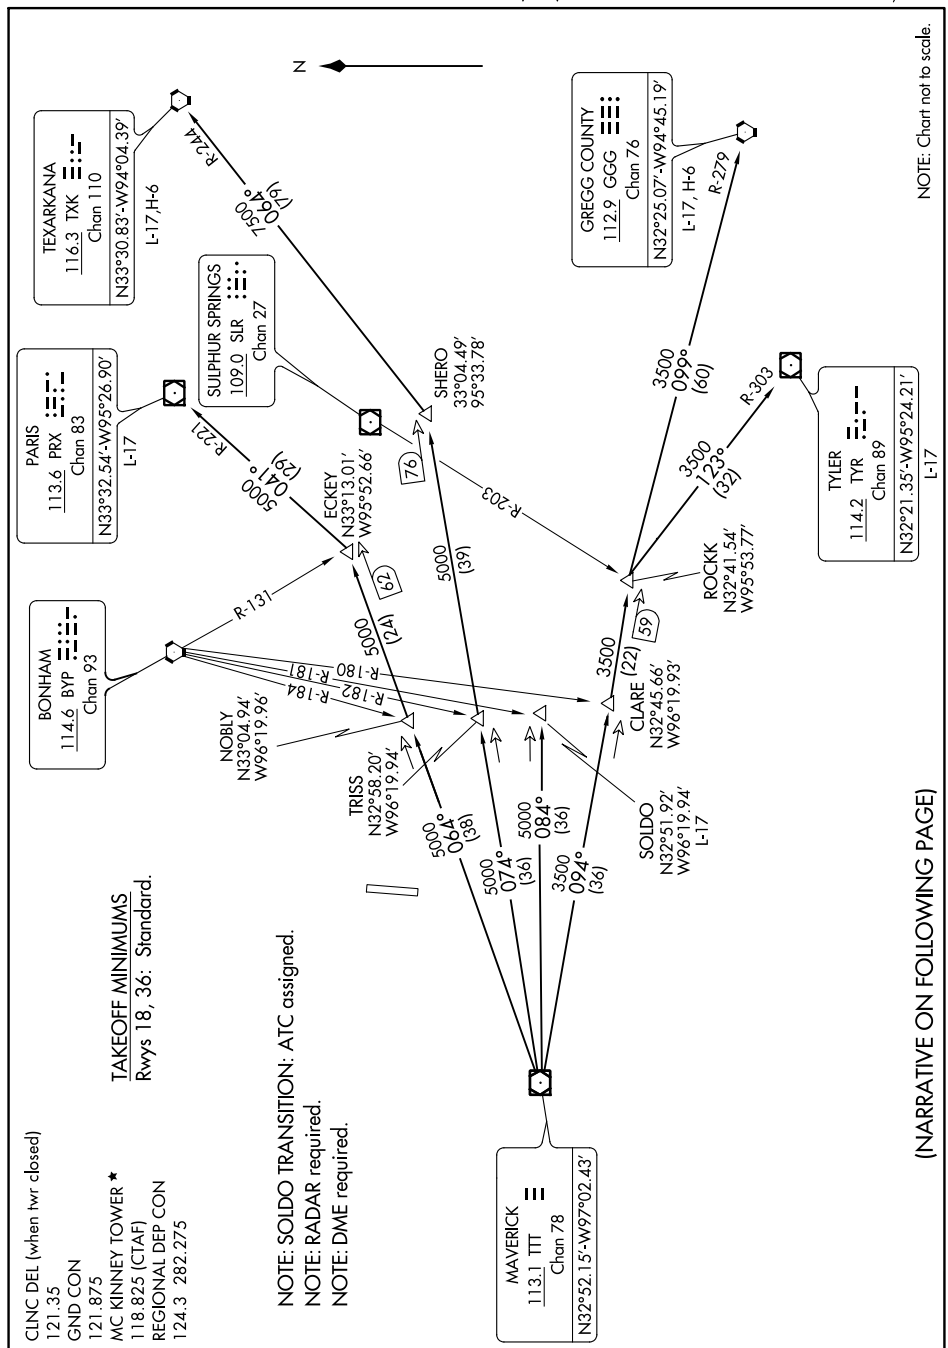 CLNC DEL (when twr closed)
121.35
GND CON
121.875
MC KINNEY TOWER ★
118.825 (CTAF)
REGIONAL DEP CON
124.3 282.275
TAKEOFF MINIMUMS
Rwys 18, 36: Standard.
NOTE: SOLDO TRANSITION: ATC assigned.
NOTE: RADAR required.
NOTE: DME required.
MAVERICK
113.1 TTT
Chan 78
N32°52.15'-W97°02.43'
BONHAM
114.6 BYP
Chan 93
R-131
R-180
R-181
R-182
R-184
NOBLY
N33°04.94'
W96°19.96'
TRISS
N32°58.20'
W96°19.94'
SOLDO
N32°51.92'
W96°19.94'
L-17
CLARE
N32°45.66'
W96°19.93'
5000
064°
(38)
5000
074°
(36)
5000
084°
(36)
3500
094°
(36)
PARIS
113.6 PRX
Chan 83
N33°32.54'-W95°26.90'
L-17
R-221
5000
041°
(29)
ECKEY
N33°13.01'
W95°52.66'
62
5000
(24)
5000
(39)
76
3500
(22)
59
ROCKK
N32°41.54'
W95°53.77'
SULPHUR SPRINGS
109.0 SLR
Chan 27
R-203
SHERO
33°04.49'
95°33.78'
TEXARKANA
116.3 TXK
Chan 110
N33°30.83'-W94°04.39'
L-17,H-6
R-244
7500
064°
(79)
N
GREGG COUNTY
112.9 GGG
Chan 76
N32°25.07'-W94°45.19'
L-17, H-6
R-279
3500
099°
(60)
3500
123°
(32)
R-303
TYLER
114.2 TYR
Chan 89
N32°21.35'-W95°24.21'
L-17
NOTE: Chart not to scale.
(NARRATIVE ON FOLLOWING PAGE)